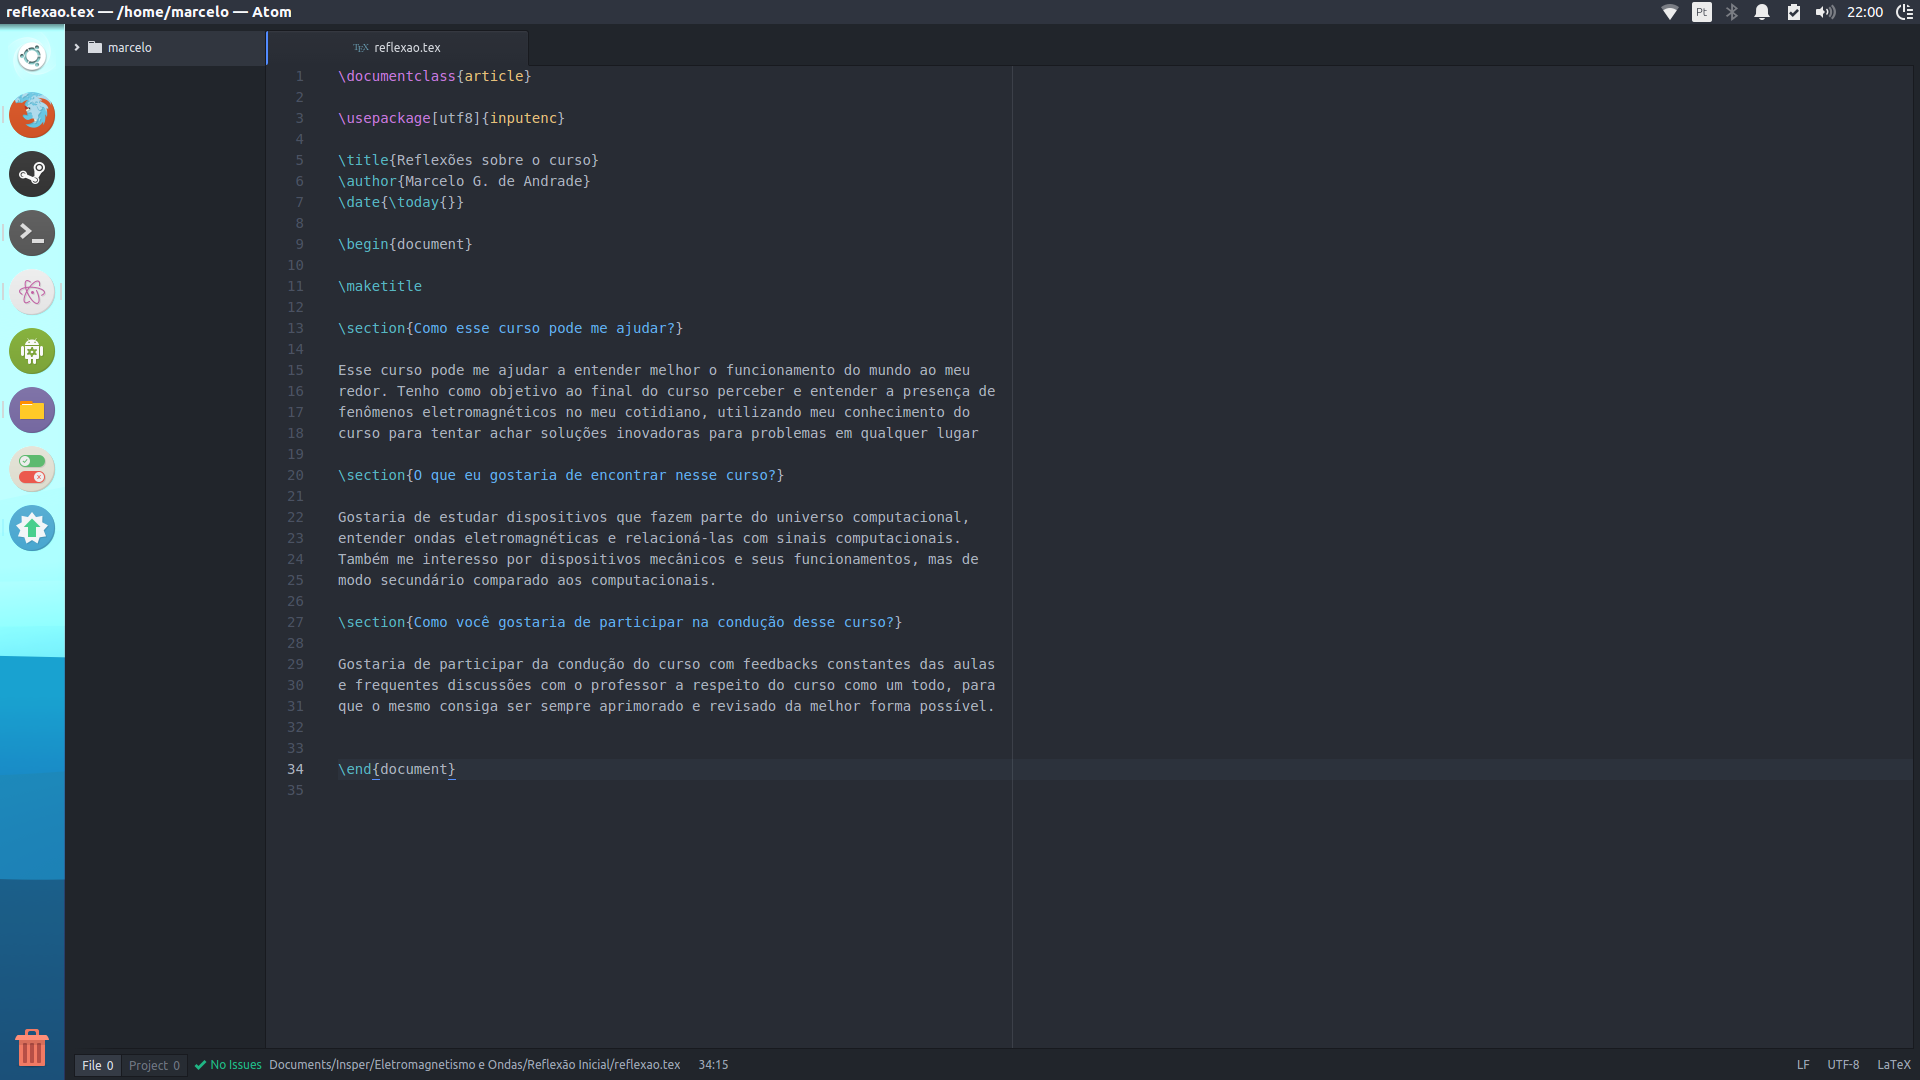 reflexao.tex — /home/marcelo — Atom
Pt
22:00
marcelo
TEX reflexao.tex
1 \documentclass{article}
2
3 \usepackage[utf8]{inputenc}
4
5 \title{Reflexões sobre o curso}
6 \author{Marcelo G. de Andrade}
7 \date{\today{}}
8
9 \begin{document}
10
11 \maketitle
12
13 \section{Como esse curso pode me ajudar?}
14
15 Esse curso pode me ajudar a entender melhor o funcionamento do mundo ao meu
16 redor. Tenho como objetivo ao final do curso perceber e entender a presença de
17 fenômenos eletromagnéticos no meu cotidiano, utilizando meu conhecimento do
18 curso para tentar achar soluções inovadoras para problemas em qualquer lugar
19
20 \section{O que eu gostaria de encontrar nesse curso?}
21
22 Gostaria de estudar dispositivos que fazem parte do universo computacional,
23 entender ondas eletromagnéticas e relacioná-las com sinais computacionais.
24 Também me interesso por dispositivos mecânicos e seus funcionamentos, mas de
25 modo secundário comparado aos computacionais.
26
27 \section{Como você gostaria de participar na condução desse curso?}
28
29 Gostaria de participar da condução do curso com feedbacks constantes das aulas
30 e frequentes discussões com o professor a respeito do curso como um todo, para
31 que o mesmo consiga ser sempre aprimorado e revisado da melhor forma possível.
32
33
34 \end{document}
35
File 0 Project 0 No Issues Documents/Insper/Eletromagnetismo e Ondas/Reflexão Inicial/reflexao.tex 34:15 LF UTF-8 LaTeX